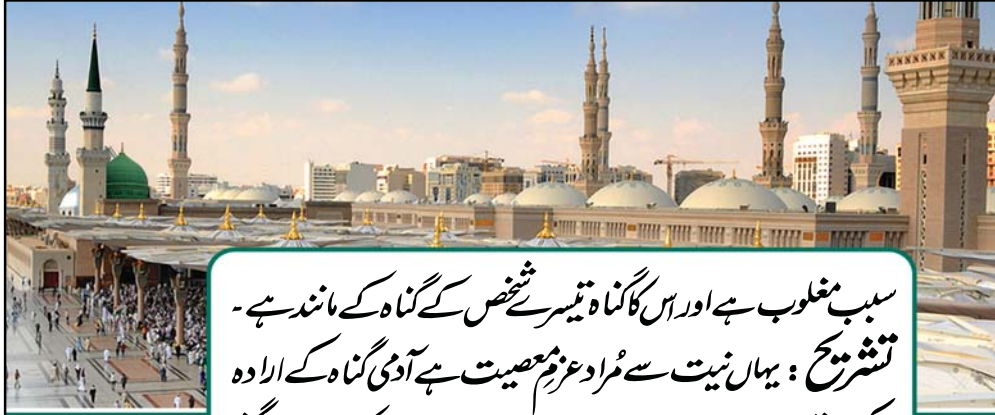 سبب مغلوب ہے اور اس کا گناہ تیسرے شخص کے گناہ کے مانند ہے۔
تشریح : یہاں نیت سے مُراد عزمِ معصیت ہے آدمی گناہ کے ارادہ